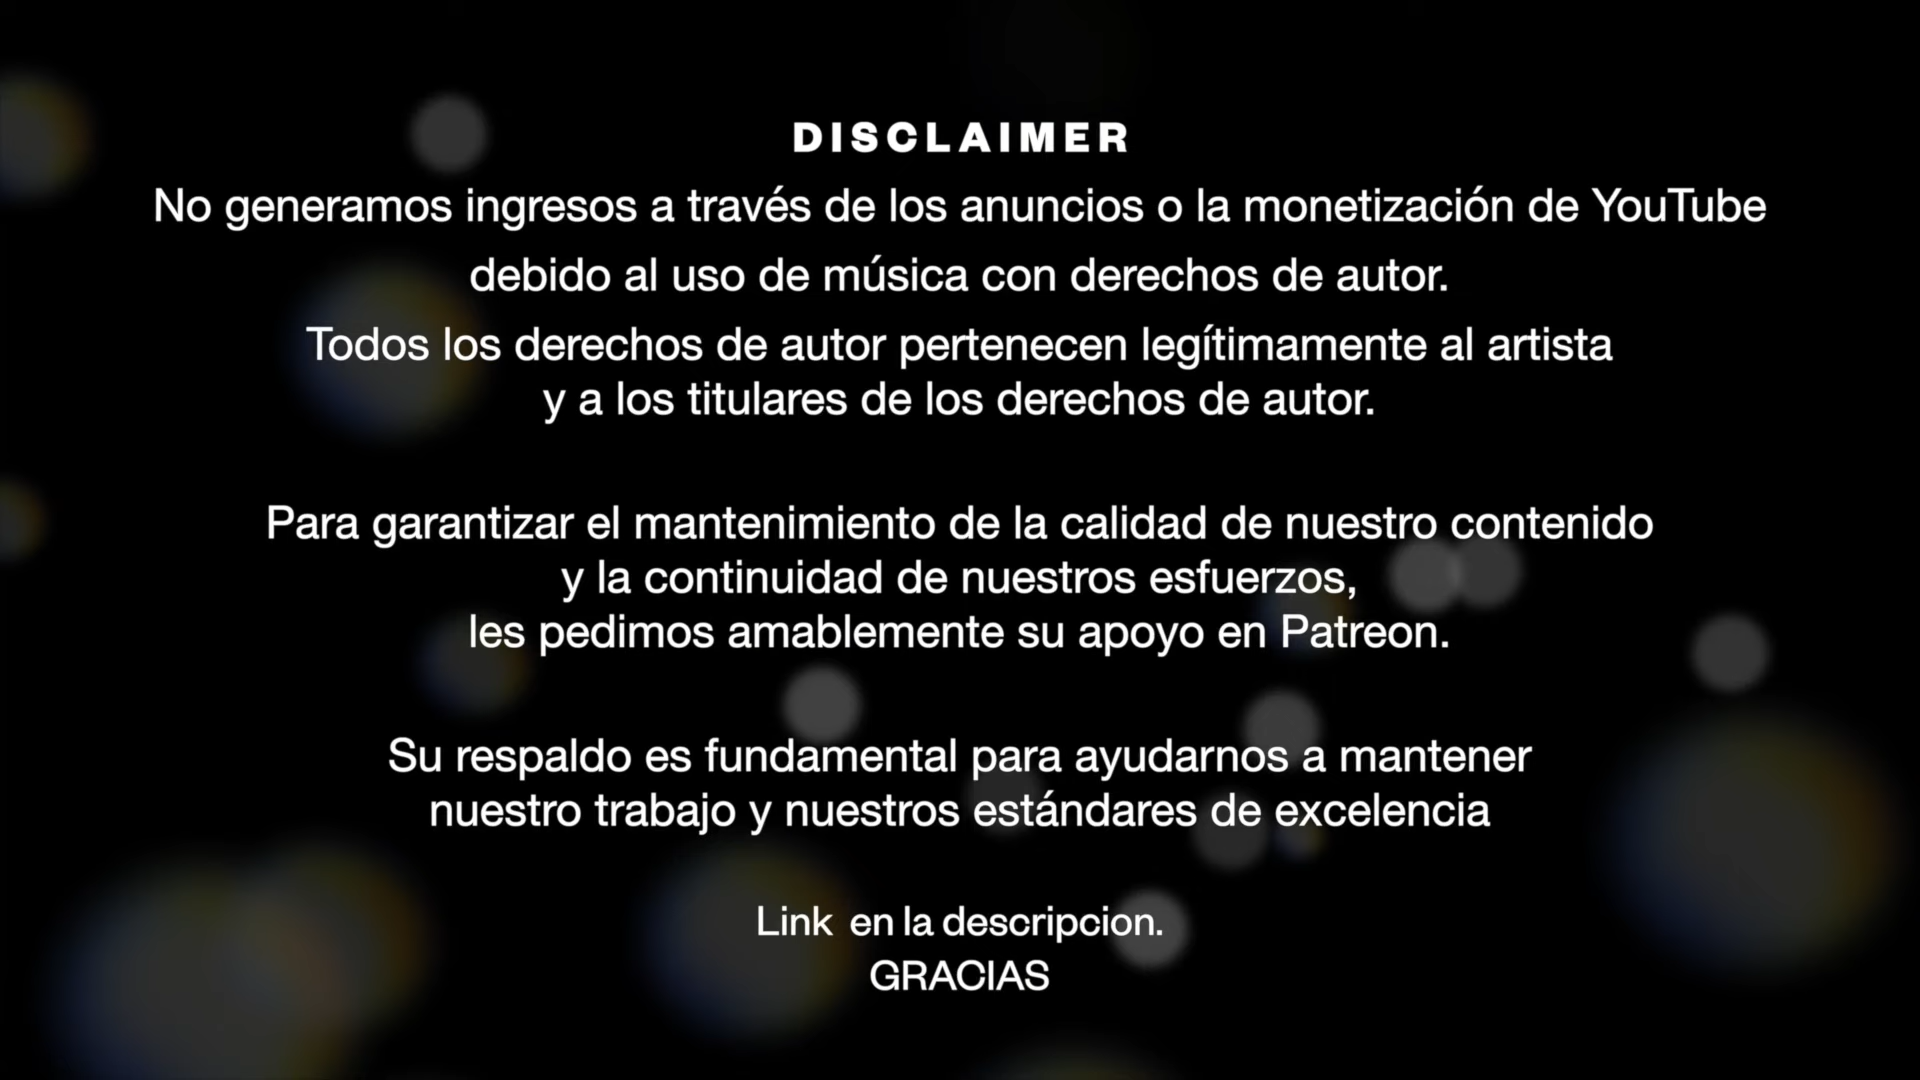 DISCLAIMER
No generamos ingresos a través de los anuncios o la monetización de YouTube
debido al uso de música con derechos de autor.
Todos los derechos de autor pertenecen legítimamente al artista
y a los titulares de los derechos de autor.
Para garantizar el mantenimiento de la calidad de nuestro contenido
y la continuidad de nuestros esfuerzos,
les pedimos amablemente su apoyo en Patreon.
Su respaldo es fundamental para ayudarnos a mantener
nuestro trabajo y nuestros estándares de excelencia
Link en la descripcion.
GRACIAS